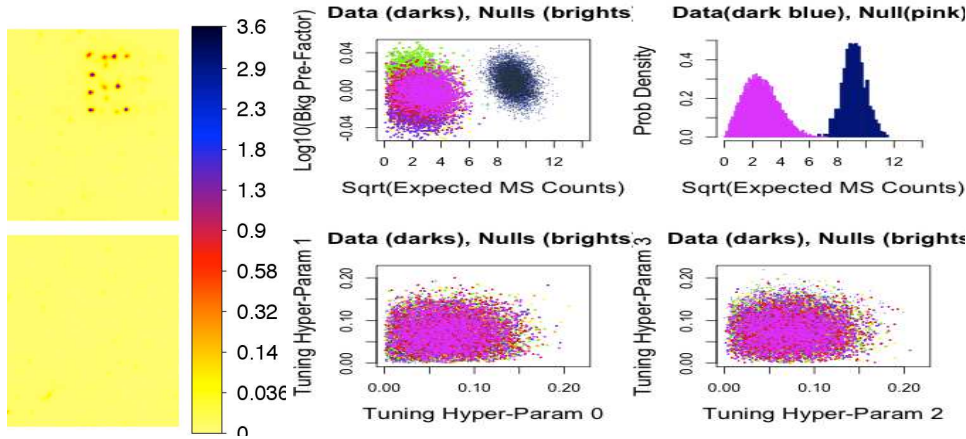 3.6
2.9
2.3
1.8
1.3
0.9
0.58
0.32
0.14
0.036
0
Data (darks), Nulls (brights)
Log10(Bkg Pre-Factor)
0.04
0.00
-0.04
0 2 4 6 8 12
Sqrt(Expected MS Counts)
Data(dark blue), Null(pink)
Prob Density
0.4
0.2
0.0
0 2 4 6 8 12
Sqrt(Expected MS Counts)
Data (darks), Nulls (brights)
Tuning Hyper-Param 1
0.20
0.10
0.00
0.00 0.10 0.20
Tuning Hyper-Param 0
Data (darks), Nulls (brights
Tuning Hyper-Param 3
0.20
0.10
0.00
0.00 0.10 0.20
Tuning Hyper-Param 2